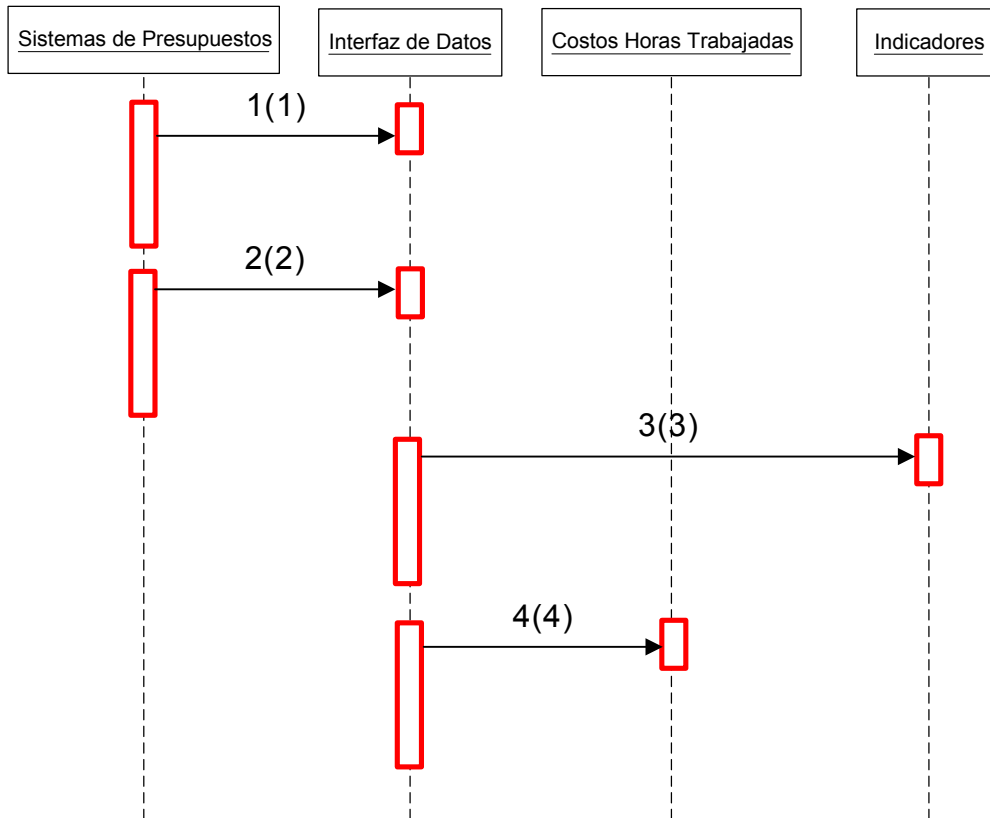 Sistemas de Presupuestos
Interfaz de Datos
Costos Horas Trabajadas
Indicadores
1(1)
2(2)
3(3)
4(4)